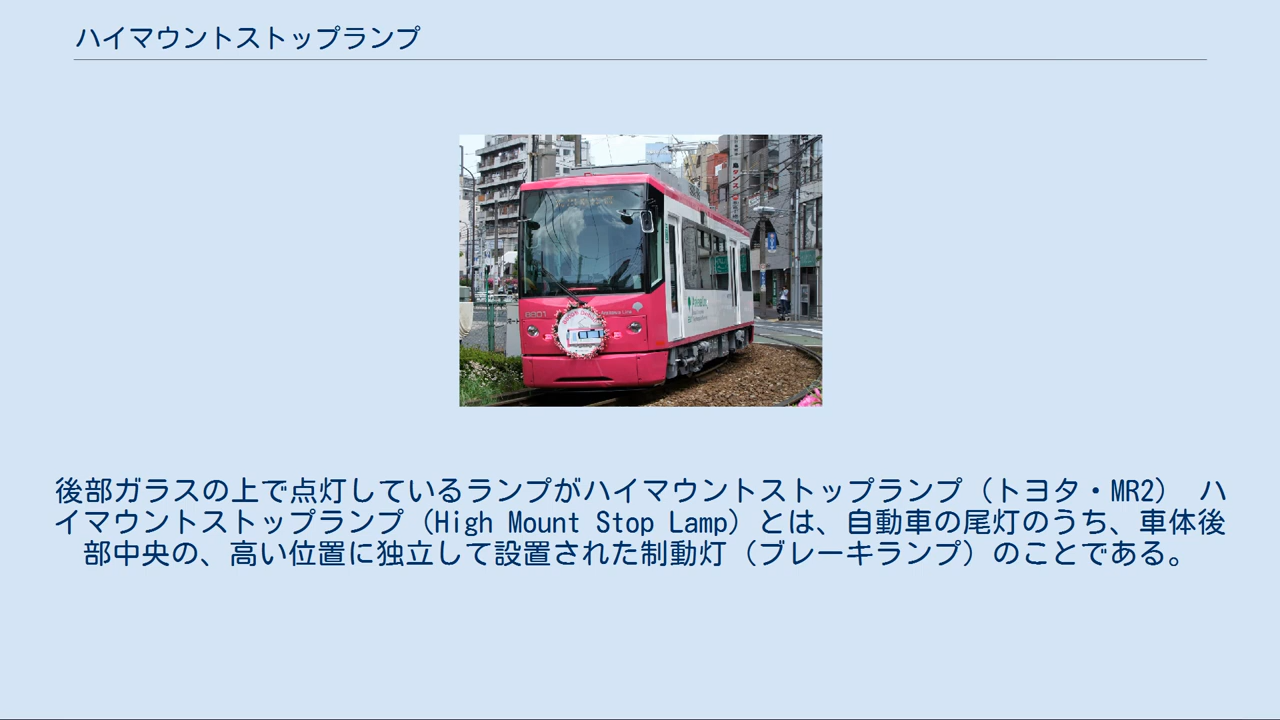 ハイマウントストップランプ
8801
後部ガラスの上で点灯しているランプがハイマウントストップランプ（トヨタ・MR2） ハ
イマウントストップランプ（High Mount Stop Lamp）とは、自動車の尾灯のうち、車体後
部中央の、高い位置に独立して設置された制動灯（ブレーキランプ）のことである。